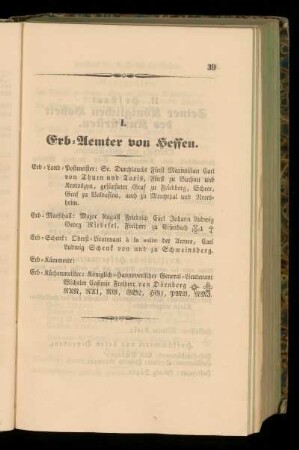 39
I.
Erb-Aemter von Hessen.
Erb-Land-Postmeister: Se. Durchlaucht Fürst Maximilian Carl
von Thurn und Taxis, Fürst zu Buchau und
Krotoszyn, gefürsteter Graf zu Friedberg, Scheer,
Graf zu Valsassina, auch zu Marchtal und Neres-
heim.
Erb-Marschall: Major August Friedrich Carl Johann Ludwig
Georg Riedesel, Freiherr zu Eisenbach
Erb-Schenk: Oberst-Lieutenant à la suite der Armee, Carl
Ludwig Schenk von und zu Schweinsberg.
Erb-Kämmerer:
Erb-Küchenmeister: Königlich-Hannoverscher General-Lieutenant
Wilhelm Casimir Freiherr von Dörnberg